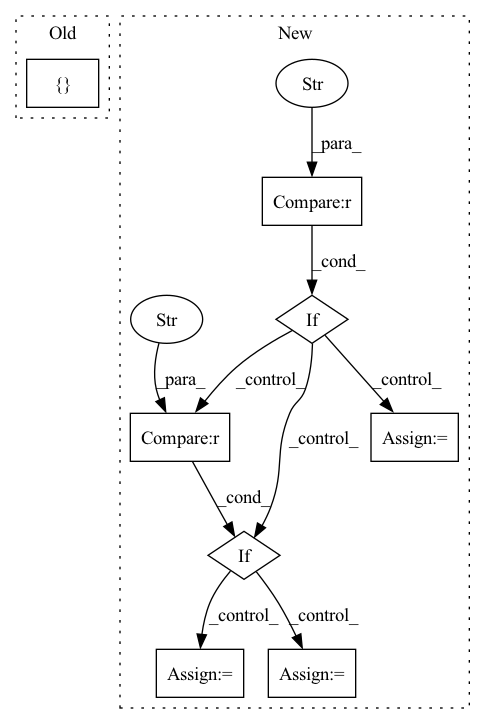 Old
New
{}
Str
_para_
Compare:r
_cond_
Str
If
_para_
_control_
_control_
Compare:r
_control_
Assign:=
_cond_
If
_control_
_control_
Assign:=
Assign:=